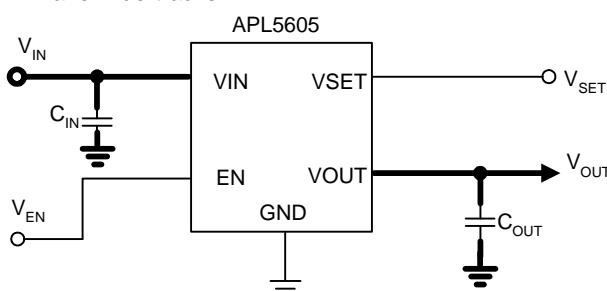 APL5605
V_IN
VIN
VSET
V_SET
C_IN
EN
VOUT
V_OUT
V_EN
GND
C_OUT